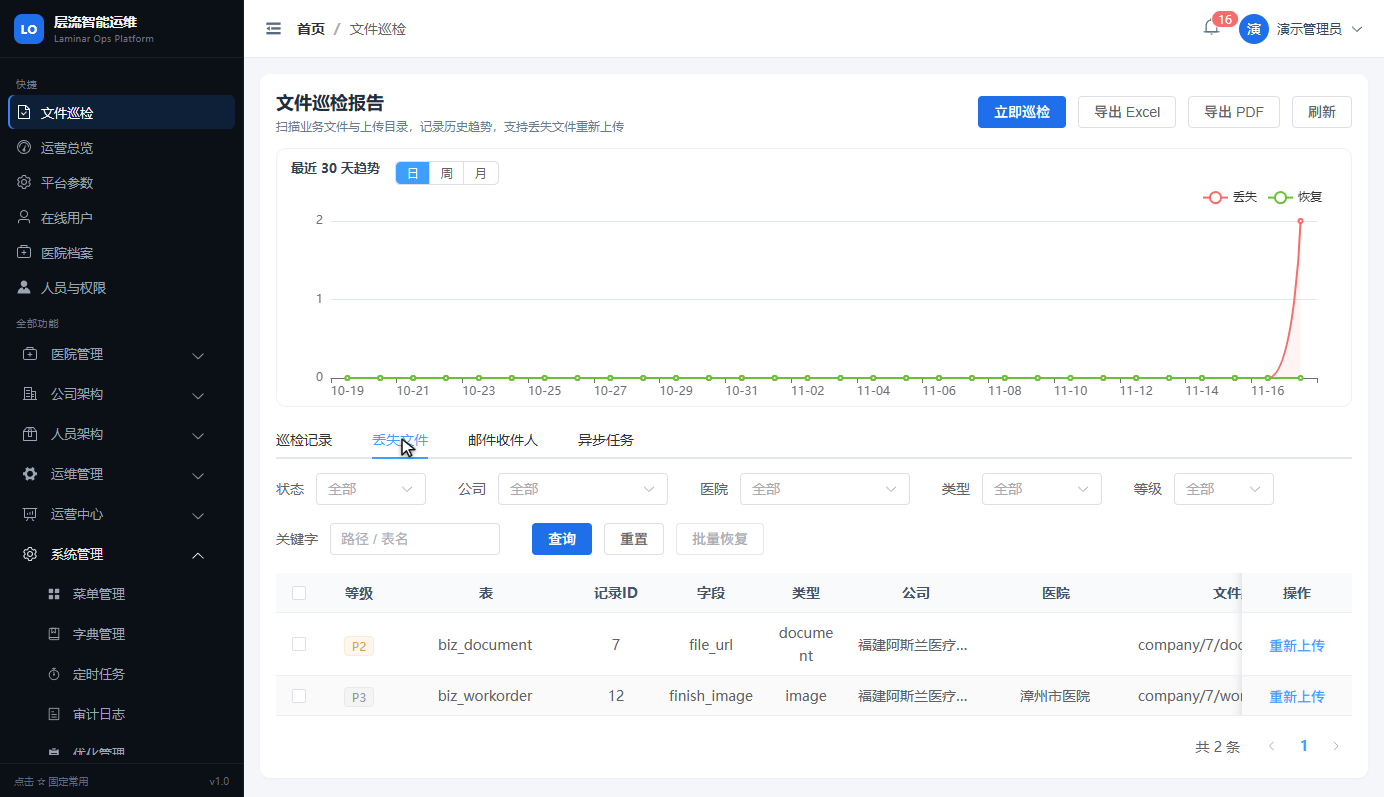 LO 层流智能运维
Laminar Ops Platform
快捷
文件巡检
运营总览
平台参数
在线用户
医院档案
人员与权限
全部功能
医院管理
公司架构
人员架构
运维管理
运营中心
系统管理
菜单管理
字典管理
定时任务
审计日志
优化管理
点击 ☆ 固定常用 v1.0
首页 / 文件巡检
16 演 演示管理员
文件巡检报告
扫描业务文件与上传目录，记录历史趋势，支持丢失文件重新上传
立即巡检 导出 Excel 导出 PDF 刷新
最近 30 天趋势 日 周 月
丢失 恢复
2
1
0
10-19 10-21 10-23 10-25 10-27 10-29 10-31 11-02 11-04 11-06 11-08 11-10 11-12 11-14 11-16
巡检记录 丢失文件 邮件收件人 异步任务
状态 全部 公司 全部 医院 全部 类型 全部 等级 全部
关键字 路径 / 表名 查询 重置 批量恢复
等级 表 记录ID 字段 类型 公司 医院 文件 操作
P2 biz_document 7 file_url docume
nt 福建阿斯兰医疗... company/7/doc 重新上传
P3 biz_workorder 12 finish_image image 福建阿斯兰医疗... 漳州市医院 company/7/wor 重新上传
共 2 条 1